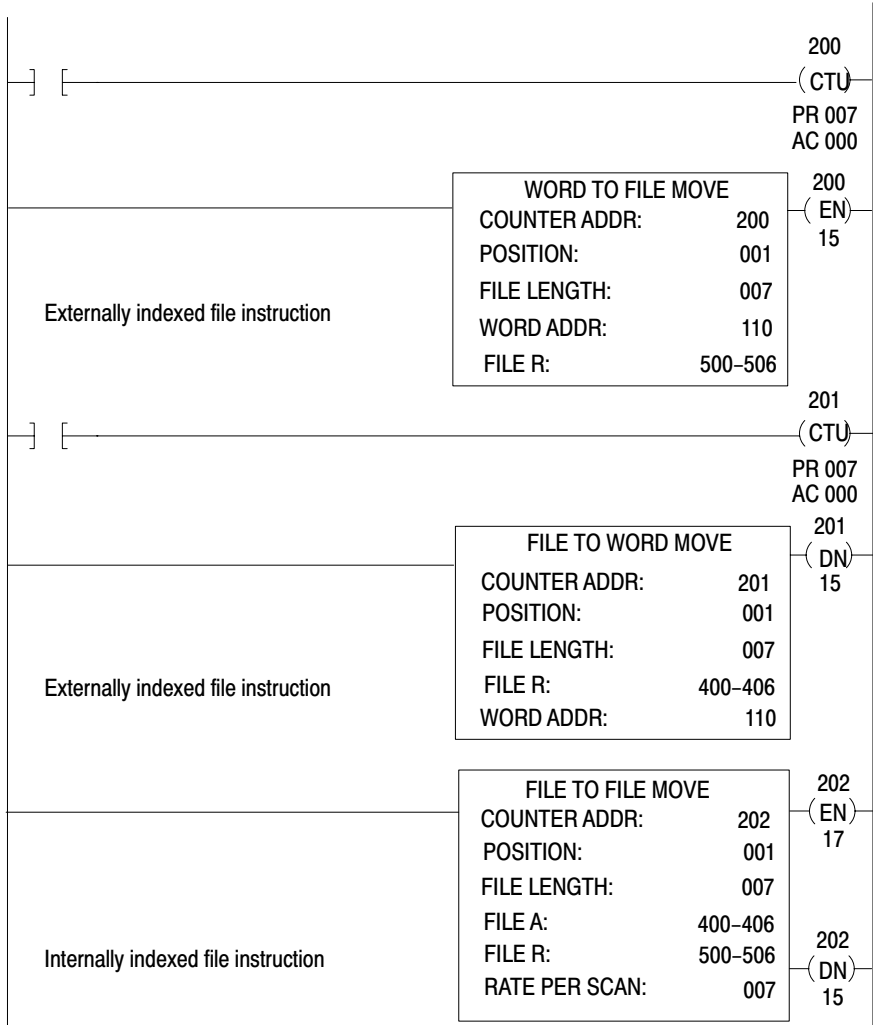 200
CTU
PR 007
AC 000
WORD TO FILE MOVE
COUNTER ADDR: 200
POSITION: 001
FILE LENGTH: 007
WORD ADDR: 110
FILE R: 500–506
200
EN
15
Externally indexed file instruction
201
CTU
PR 007
AC 000
FILE TO WORD MOVE
COUNTER ADDR: 201
POSITION: 001
FILE LENGTH: 007
FILE R: 400–406
WORD ADDR: 110
201
DN
15
Externally indexed file instruction
FILE TO FILE MOVE
COUNTER ADDR: 202
POSITION: 001
FILE LENGTH: 007
FILE A: 400–406
FILE R: 500–506
RATE PER SCAN: 007
202
EN
17
202
DN
15
Internally indexed file instruction